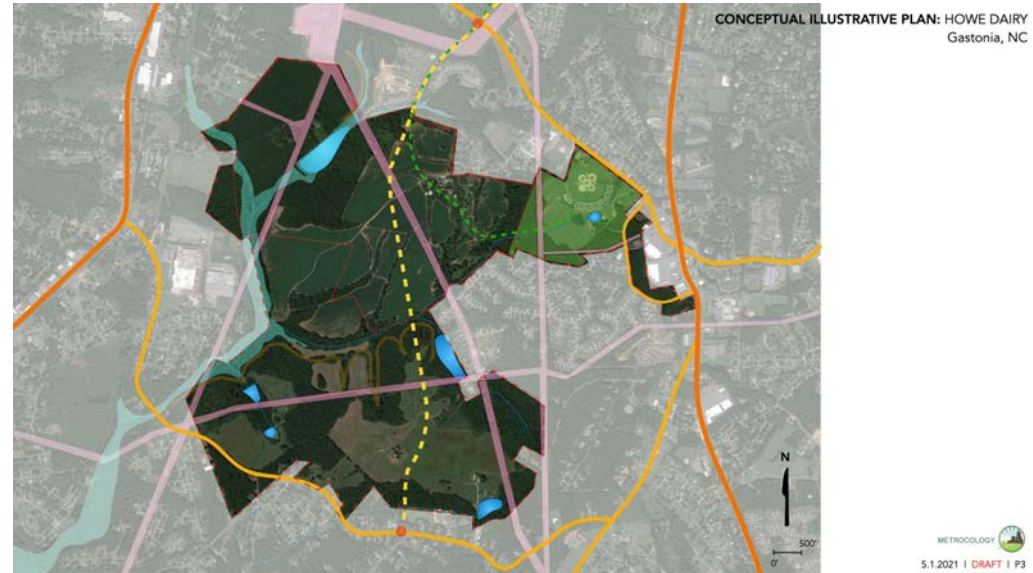 CONCEPTUAL ILLUSTRATIVE PLAN: HOWE DAIRY
Gastonia, NC
N
500'
0'
METROCOLOGY
5.1.2021 | DRAFT | P3